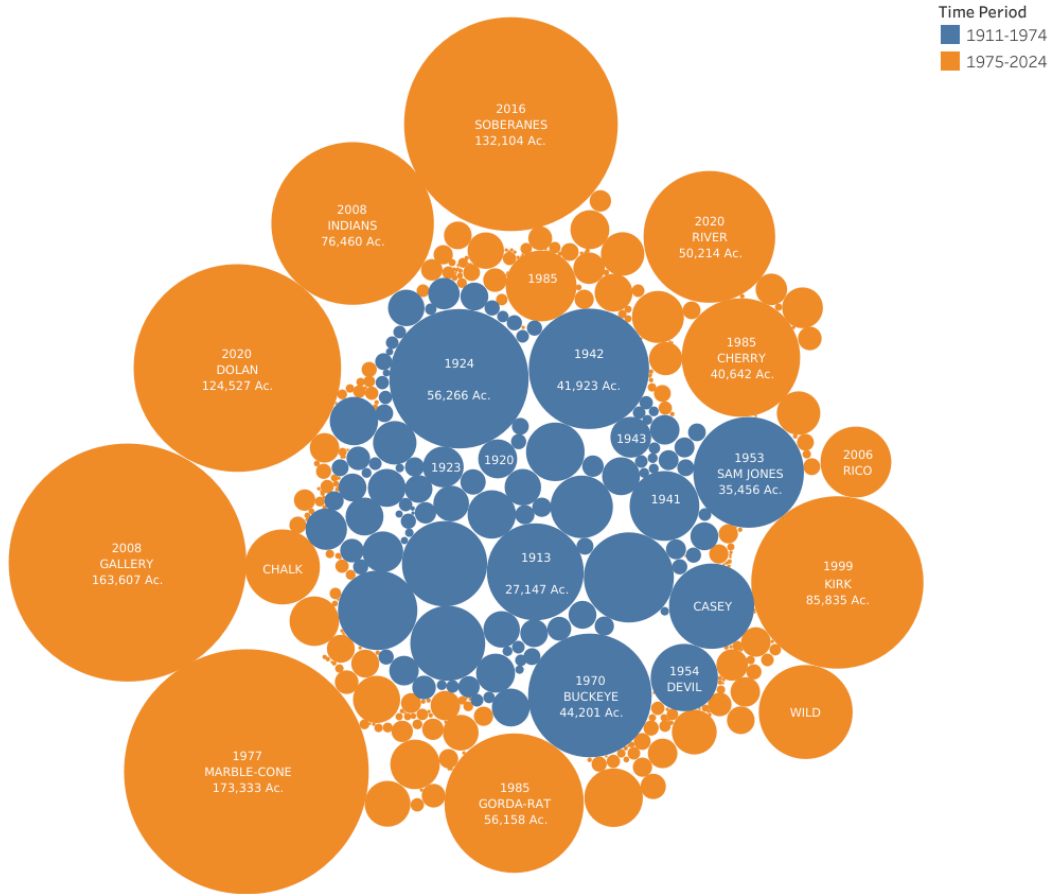 Time Period
1911-1974
1975-2024
2016
SOBERANES
132,104 Ac.
2008
INDIANS
76,460 Ac.
2020
RIVER
50,214 Ac.
1985
2020
DOLAN
124,527 Ac.
1924
56,266 Ac.
1942
41,923 Ac.
1985
CHERRY
40,642 Ac.
1943
1923
1920
1953
SAM JONES
35,456 Ac.
2006
RICO
1941
2008
GALLERY
163,607 Ac.
CHALK
1913
27,147 Ac.
1999
KIRK
85,835 Ac.
CASEY
1970
BUCKEYE
44,201 Ac.
1954
DEVIL
WILD
1977
MARBLE-CONE
173,333 Ac.
1985
GORDA-RAT
56,158 Ac.